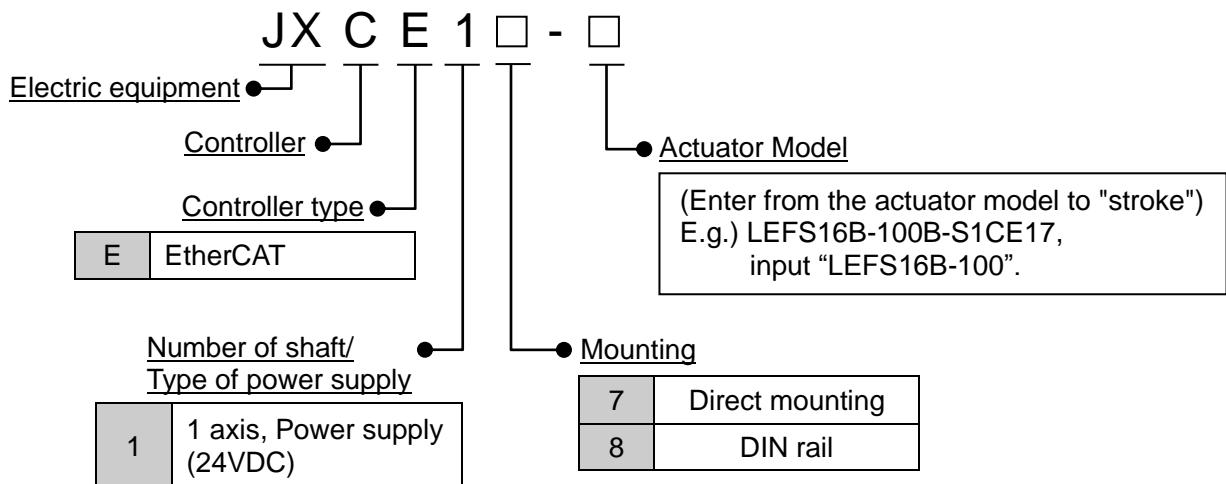 JX C E 1 □ - □
Electric equipment
Controller
Controller type
E EtherCAT
Number of shaft/
Type of power supply
1 1 axis, Power supply
(24VDC)
Actuator Model
(Enter from the actuator model to "stroke")
E.g.) LEFS16B-100B-S1CE17,
input “LEFS16B-100”.
Mounting
7 Direct mounting
8 DIN rail